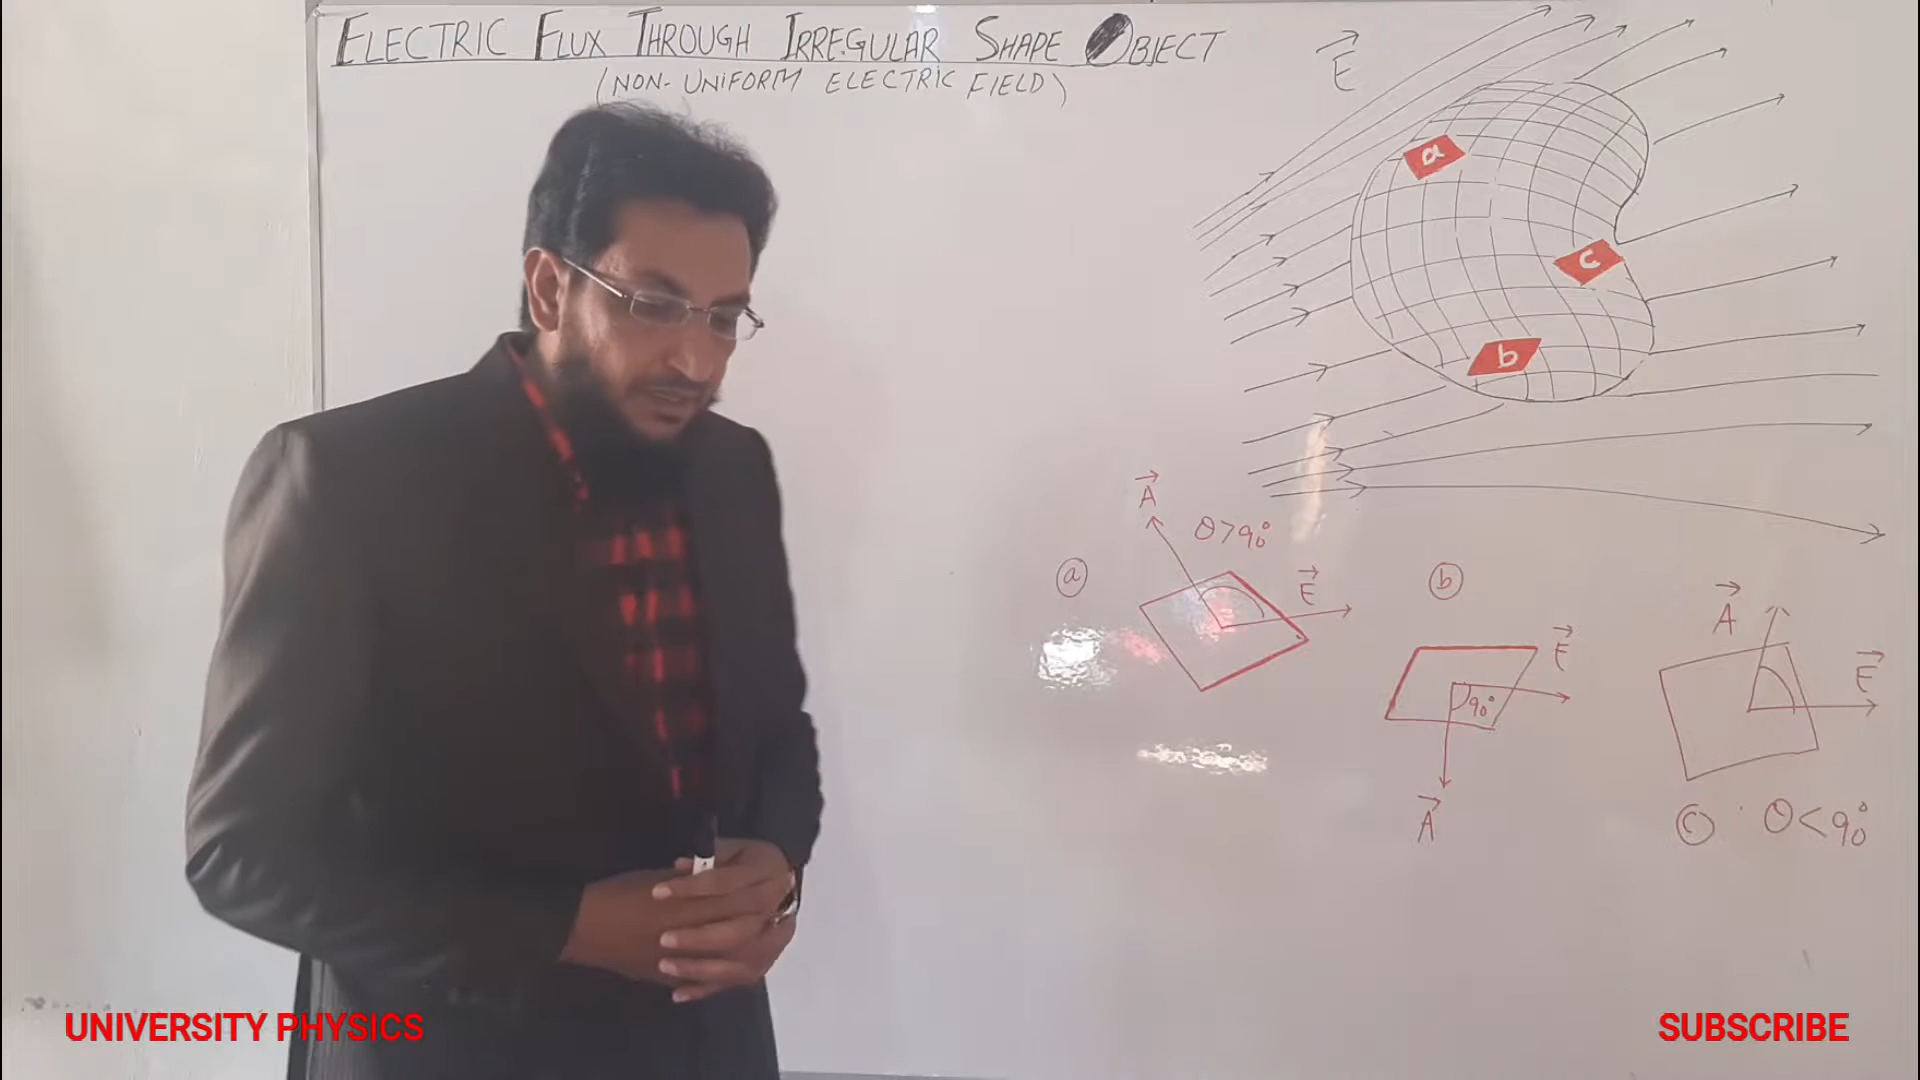 ELECTRIC FLUX THROUGH IRREGULAR SHAPE OBJECT
(NON-UNIFORM ELECTRIC FIELD)
E
a
c
b
A
θ>90°
a
E
b
E
90°
A
A
E
c θ<90°
UNIVERSITY PHYSICS
SUBSCRIBE